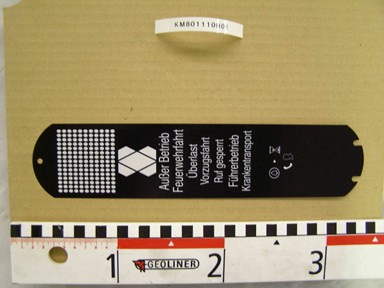 KM801110H01
Außer Betrieb
Feuerwehrfahrt
Überlast
Vorzugsfahrt
Ruf gesperrt
Führerbetrieb
Krankentransport
1 GEOLINER 2 3